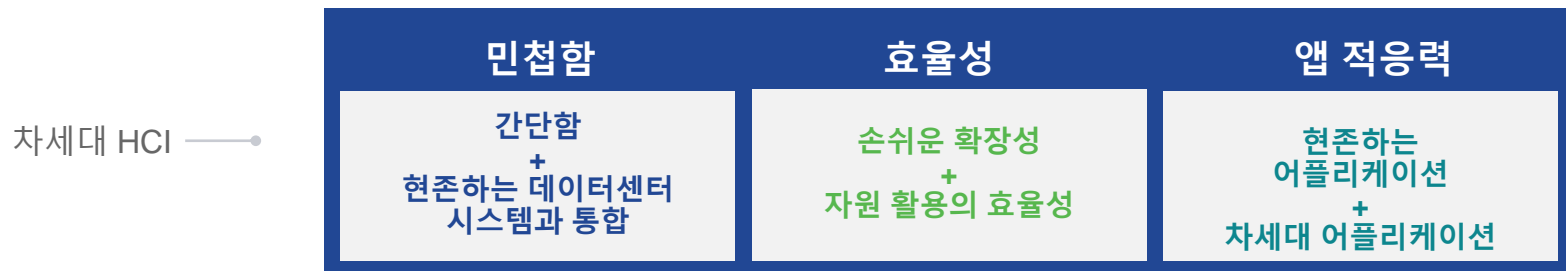 차세대 HCI
민첩함
간단함
+
현존하는 데이터센터
시스템과 통합
효율성
손쉬운 확장성
+
자원 활용의 효율성
앱 적응력
현존하는
어플리케이션
+
차세대 어플리케이션